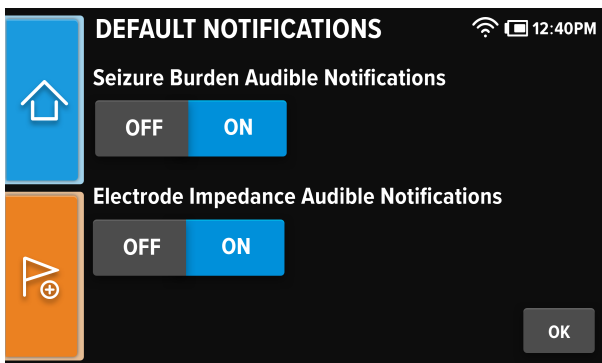 DEFAULT NOTIFICATIONS 12:40PM
Seizure Burden Audible Notifications
OFF ON
Electrode Impedance Audible Notifications
OFF ON
OK